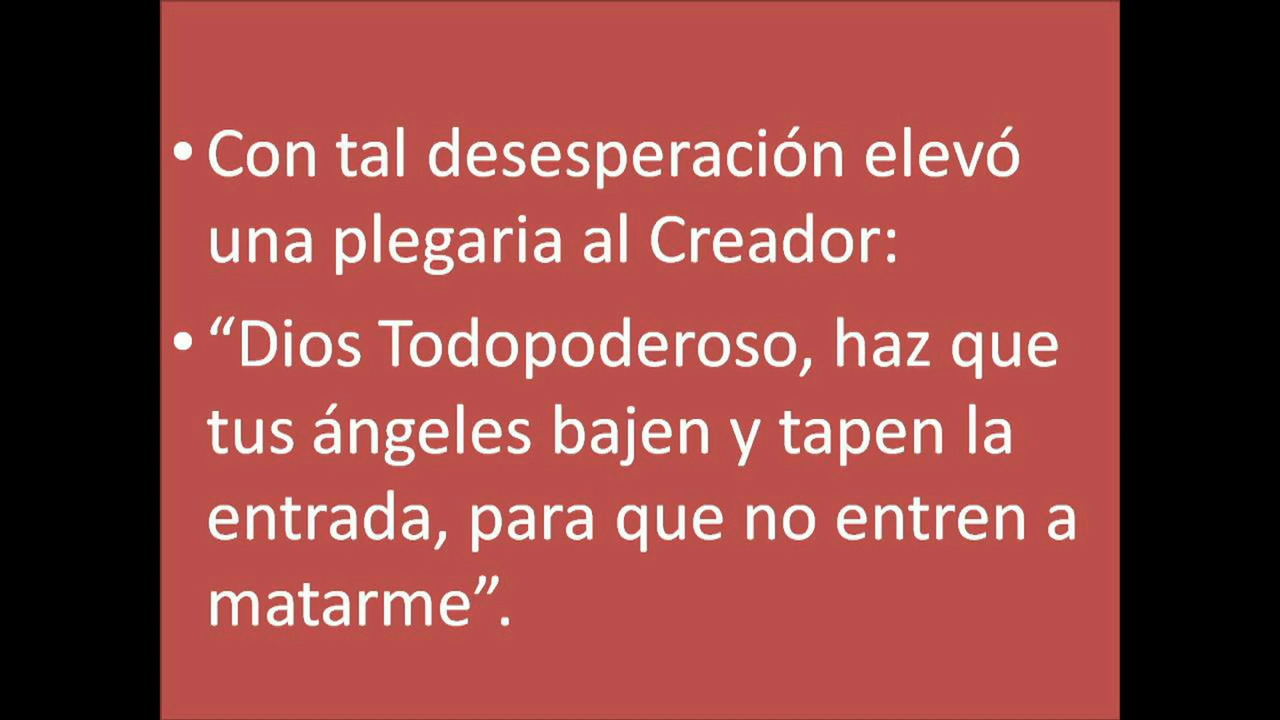 • Con tal desesperación elevó
una plegaria al Creador:
• “Dios Todopoderoso, haz que
tus ángeles bajen y tapen la
entrada, para que no entren a
matarme”.